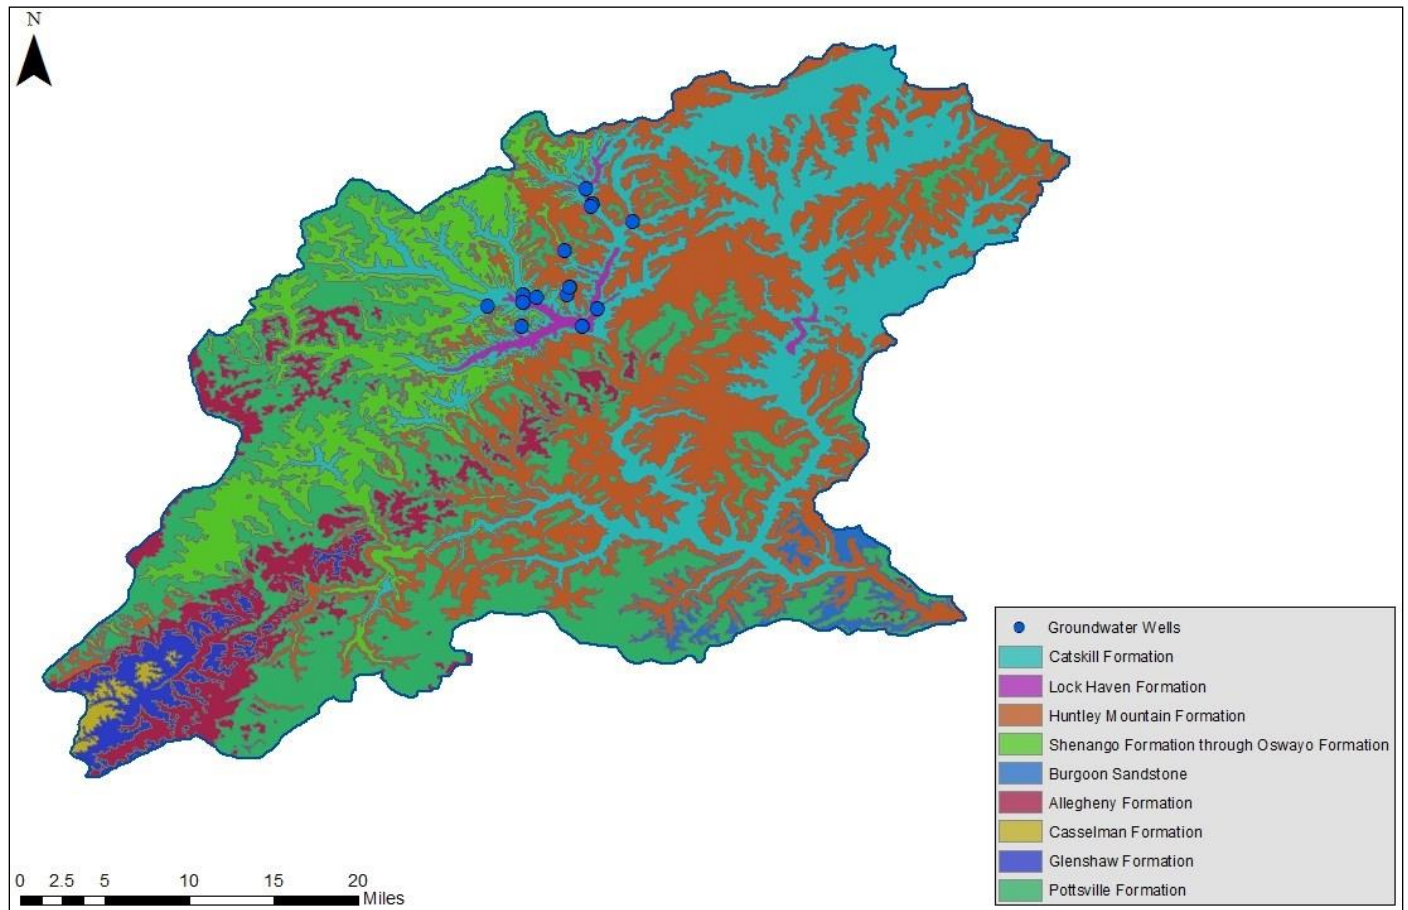 N
Groundwater Wells
Catskill Formation
Lock Haven Formation
Huntley Mountain Formation
Shenango Formation through Oswayo Formation
Burgoon Sandstone
Allegheny Formation
Casselman Formation
Glenshaw Formation
Pottsville Formation
0 2.5 5 10 15 20
Miles